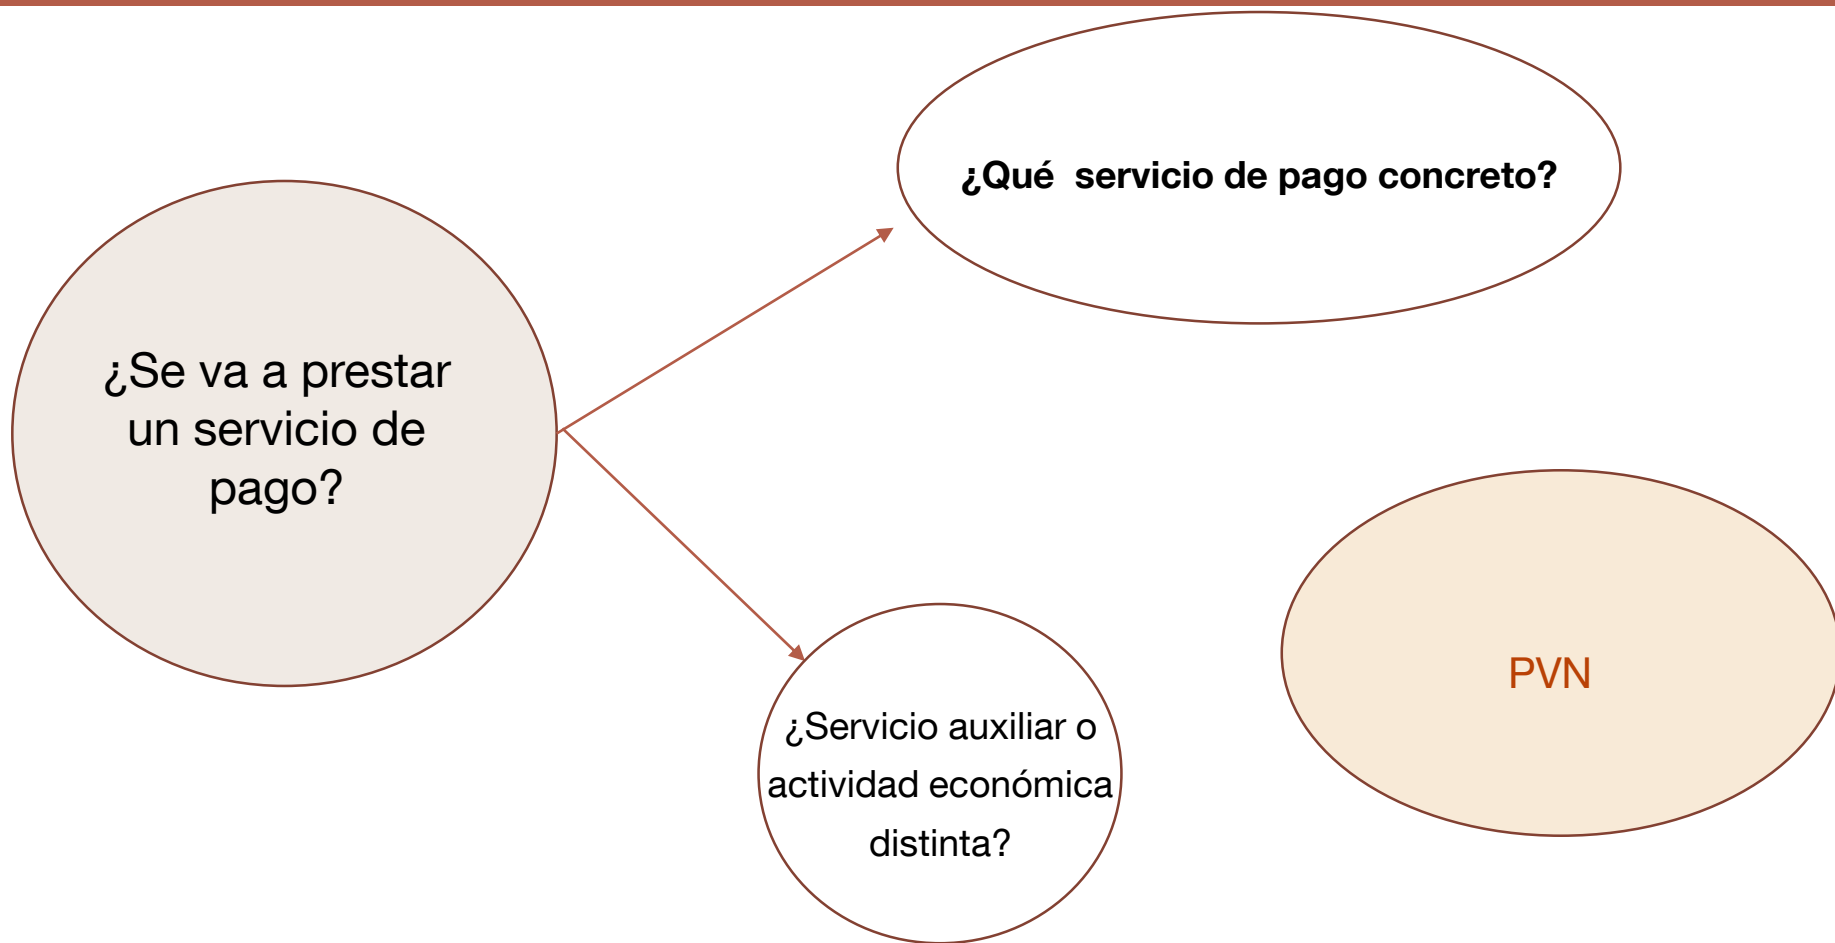 ¿Qué servicio de pago concreto?
¿Se va a prestar
un servicio de
pago?
PVN
¿Servicio auxiliar o
actividad económica
distinta?